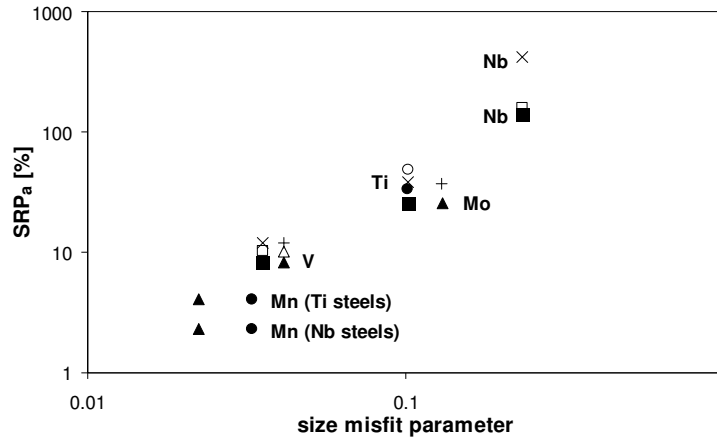 1000
Nb
Nb
100
SRPa [%]
Ti
Mo
10
V
Mn (Ti steels)
Mn (Nb steels)
1
0.01
0.1
size misfit parameter